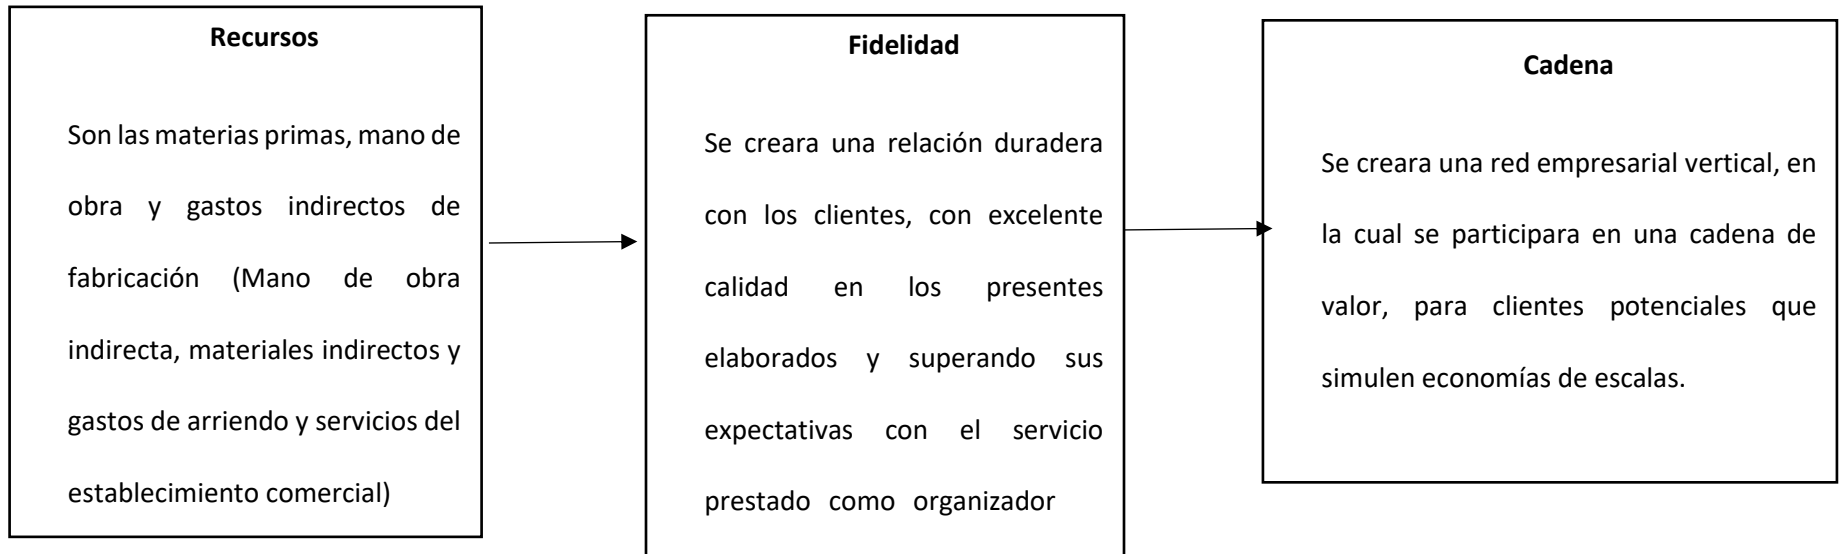 Recursos
Son las materias primas, mano de
obra y gastos indirectos de
fabricación (Mano de obra
indirecta, materiales indirectos y
gastos de arriendo y servicios del
establecimiento comercial)
Fidelidad
Se creara una relación duradera
con los clientes, con excelente
calidad en los presentes
elaborados y superando sus
expectativas con el servicio
prestado como organizador
Cadena
Se creara una red empresarial vertical, en
la cual se participara en una cadena de
valor, para clientes potenciales que
simulen economías de escalas.